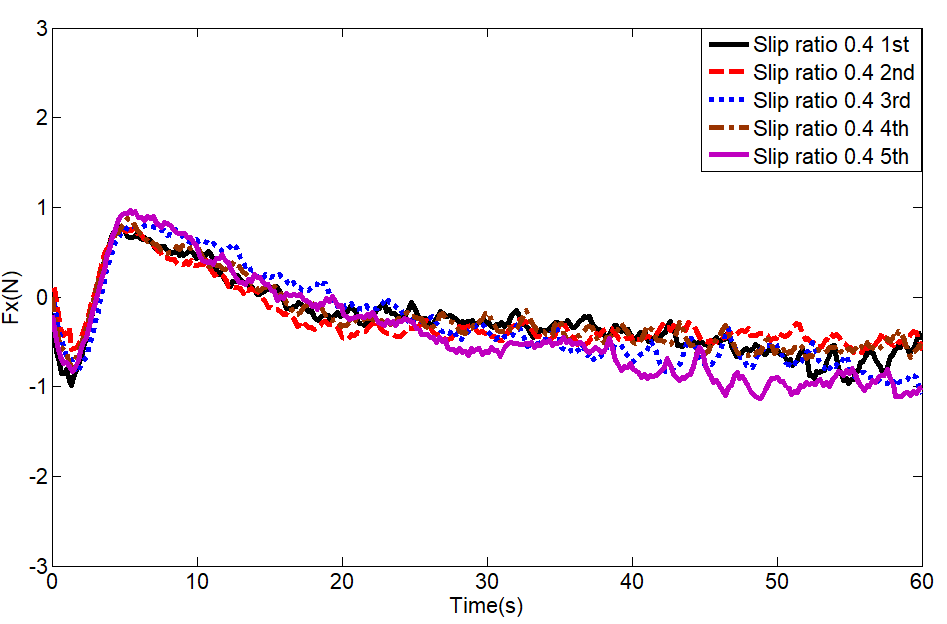 3
2
1
0
-1
-2
-3
Fx(N)
Slip ratio 0.4 1st
Slip ratio 0.4 2nd
Slip ratio 0.4 3rd
Slip ratio 0.4 4th
Slip ratio 0.4 5th
0 10 20 30 40 50 60
Time(s)